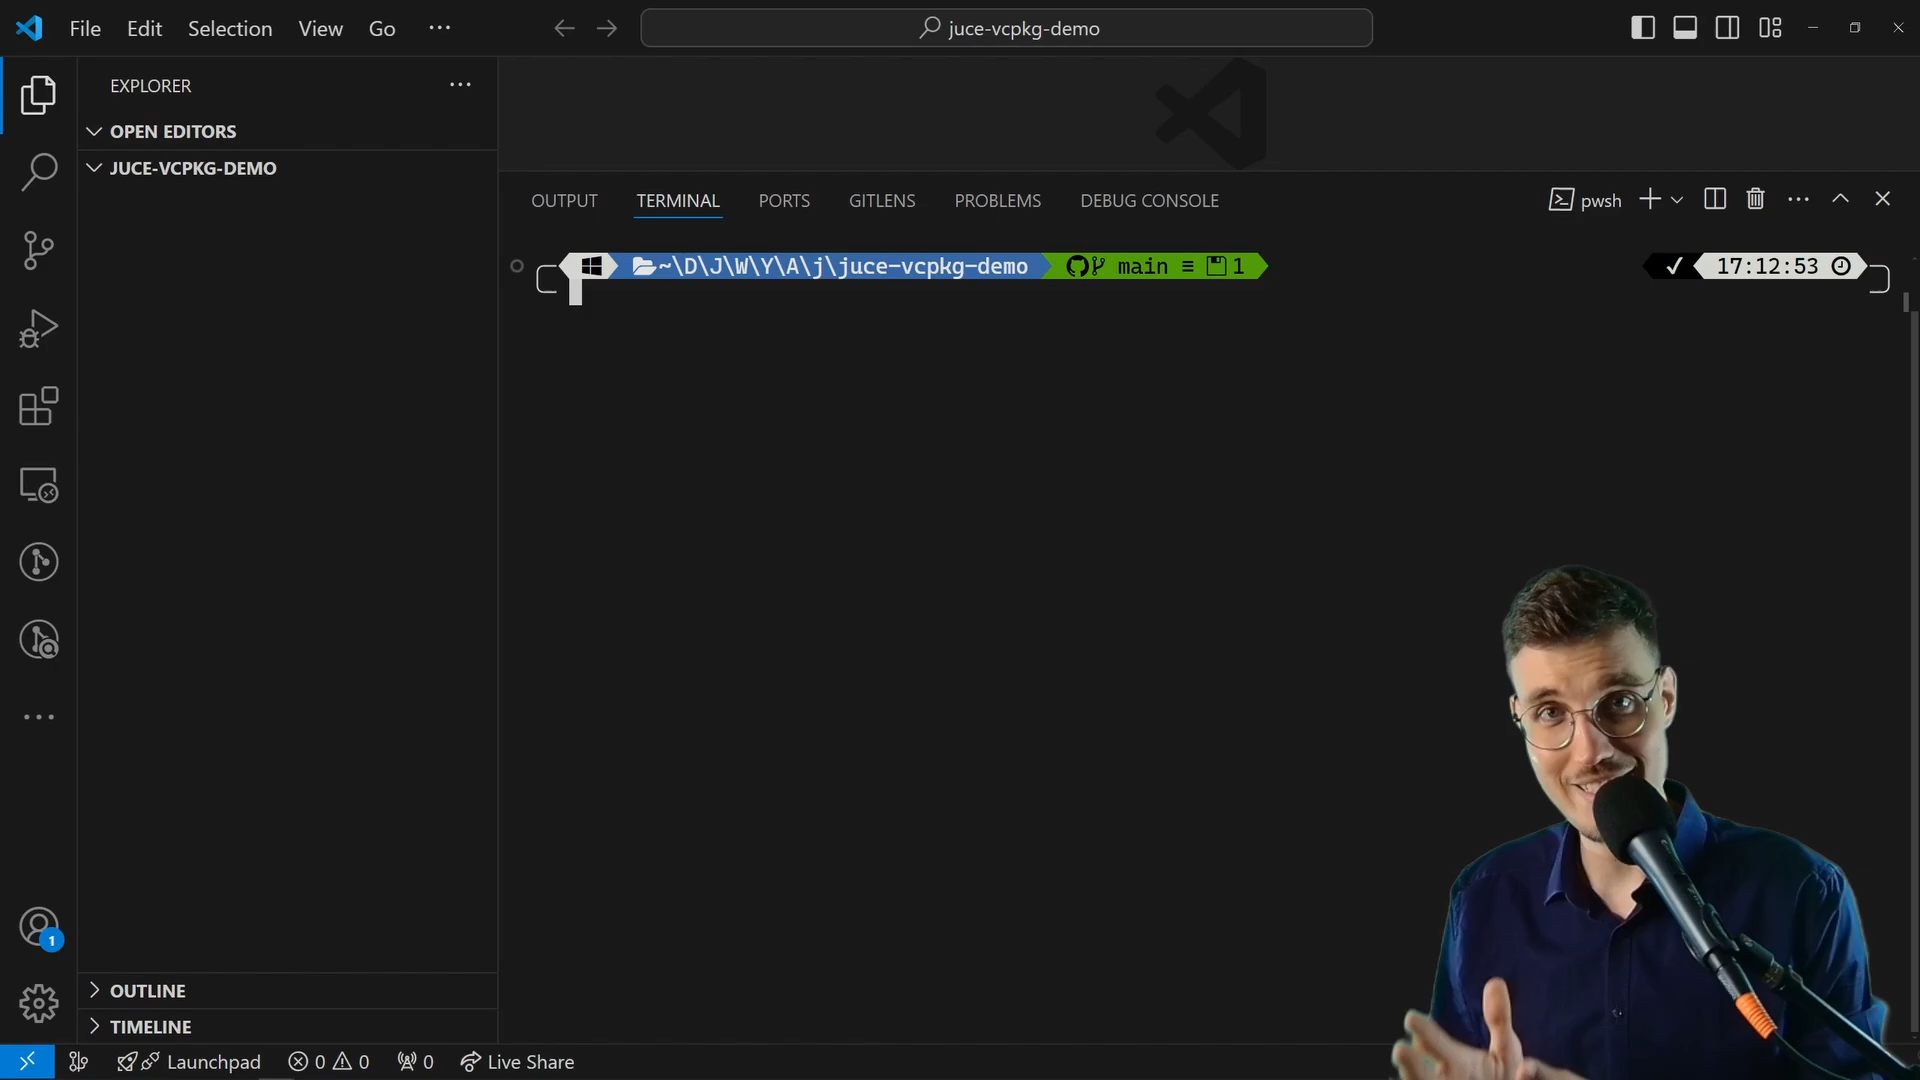 File Edit Selection View Go
juce-vcpkg-demo
EXPLORER
OPEN EDITORS
JUCE-VCPKG-DEMO
OUTPUT TERMINAL PORTS GITLENS PROBLEMS DEBUG CONSOLE
pwsh
~\D\J\W\Y\A\j\juce-vcpkg-demo main ≡ 1
✓ 17:12:53
1
OUTLINE
TIMELINE
Launchpad 0 0 0 Live Share